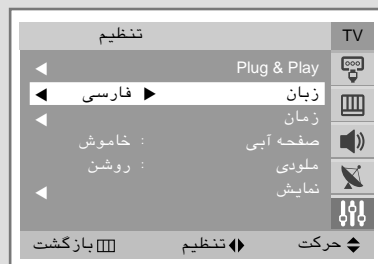 TV تنظیم
Plug & Play
زبان فارسی
زمان
صفحه آبی : خاموش
ملودی : روشن
نمایش
حرکت تنظیم بازگشت